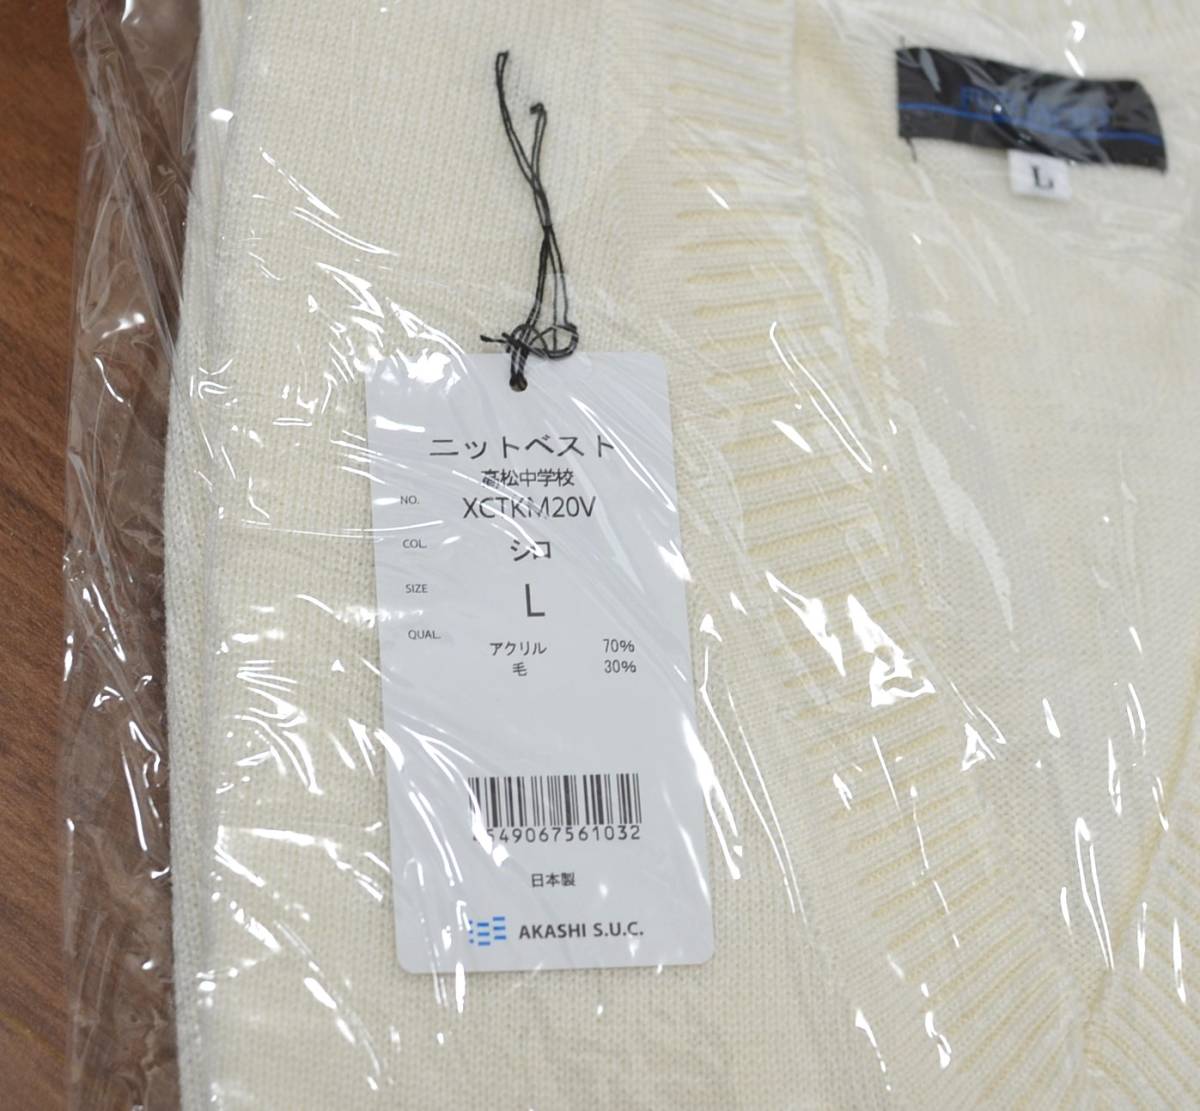 L
ニットベスト
高松中学校
NO. XCTKM20V
COL. シロ
SIZE L
QUAL. アクリル 70%
毛 30%
4549067561032
日本製
AKASHI S.U.C.